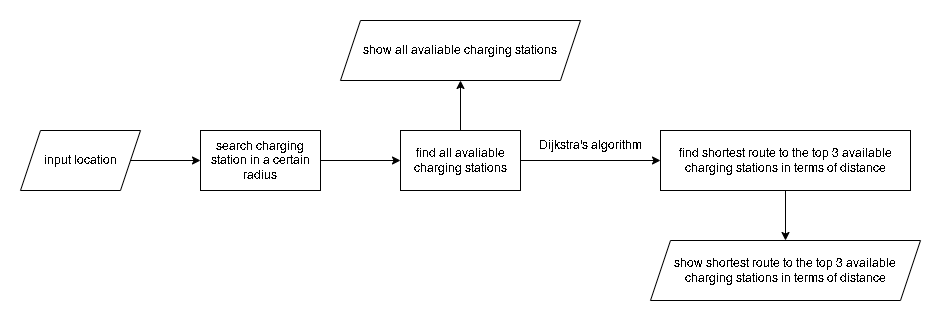 show all avaliable charging stations
input location
search charging
station in a certain
radius
find all avaliable
charging stations
Dijkstra's algorithm
find shortest route to the top 3 available
charging stations in terms of distance
show shortest route to the top 3 available
charging stations in terms of distance